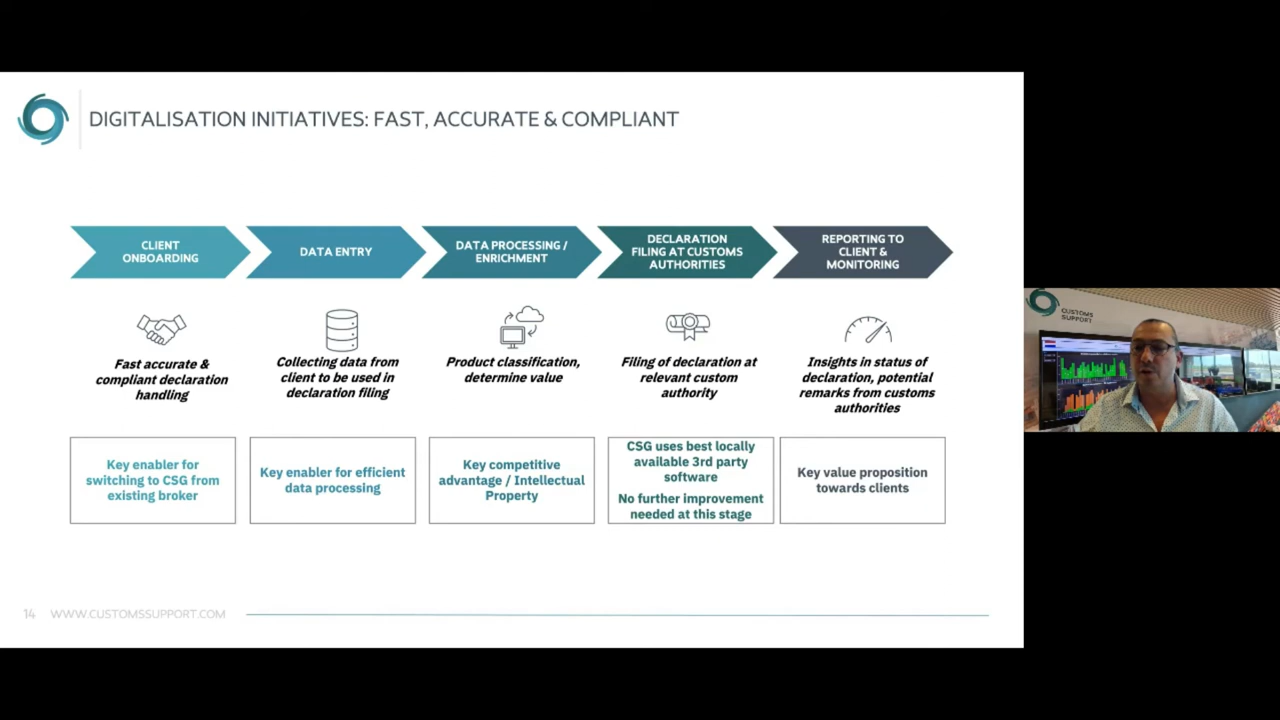 DIGITALISATION INITIATIVES: FAST, ACCURATE & COMPLIANT
CLIENT
ONBOARDING
DATA ENTRY
DATA PROCESSING /
ENRICHMENT
DECLARATION
FILING AT CUSTOMS
AUTHORITIES
REPORTING TO
CLIENT &
MONITORING
Fast accurate &
compliant declaration
handling
Collecting data from
client to be used in
declaration filing
Product classification,
determine value
Filing of declaration at
relevant custom
authority
Insights in status of
declaration, potential
remarks from customs
authorities
Key enabler for
switching to CSG from
existing broker
Key enabler for efficient
data processing
Key competitive
advantage / Intellectual
Property
CSG uses best locally
available 3rd party
software
No further improvement
needed at this stage
Key value proposition
towards clients
14 WWW.CUSTOMSSUPPORT.COM
CUSTOMS
SUPPORT